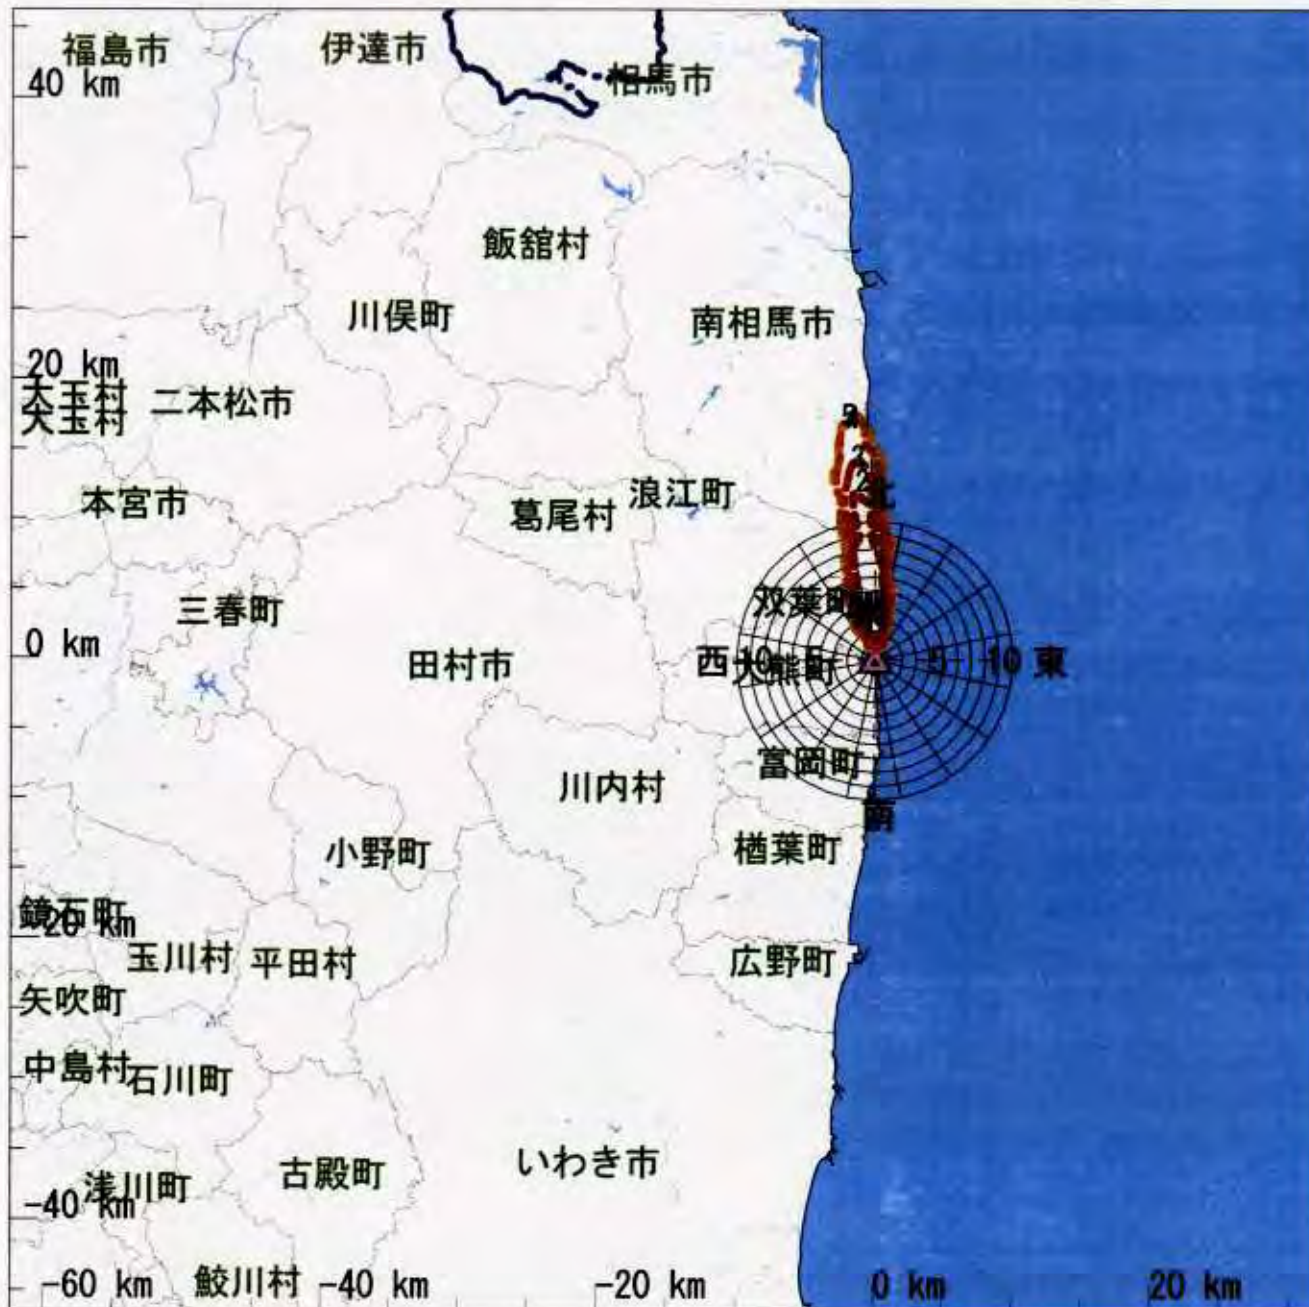 福島市
伊達市
40 km
相馬市
飯舘村
川俣町
南相馬市
20 km
大玉村
大玉村
二本松市
本宮市
葛尾村
浪江町
北
三春町
双葉町
0 km
田村市
西 10 5
大熊町
5 10 東
富岡町
川内村
南
小野町
楢葉町
鏡石町
-20 km
玉川村
平田村
広野町
矢吹町
中島村
石川町
いわき市
古殿町
浅川町
-40 km
鮫川村
-60 km
-40 km
-20 km
0 km
20 km